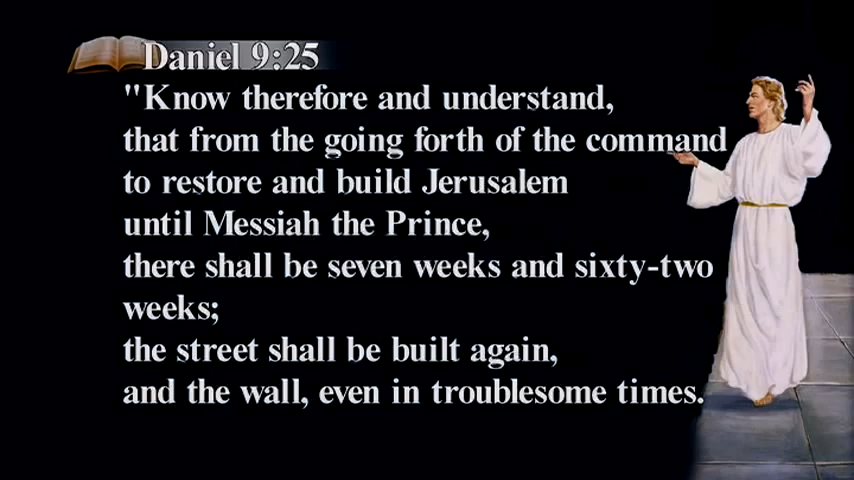 Daniel 9:25
"Know therefore and understand,
that from the going forth of the command
to restore and build Jerusalem
until Messiah the Prince,
there shall be seven weeks and sixty-two
weeks;
the street shall be built again,
and the wall, even in troublesome times.